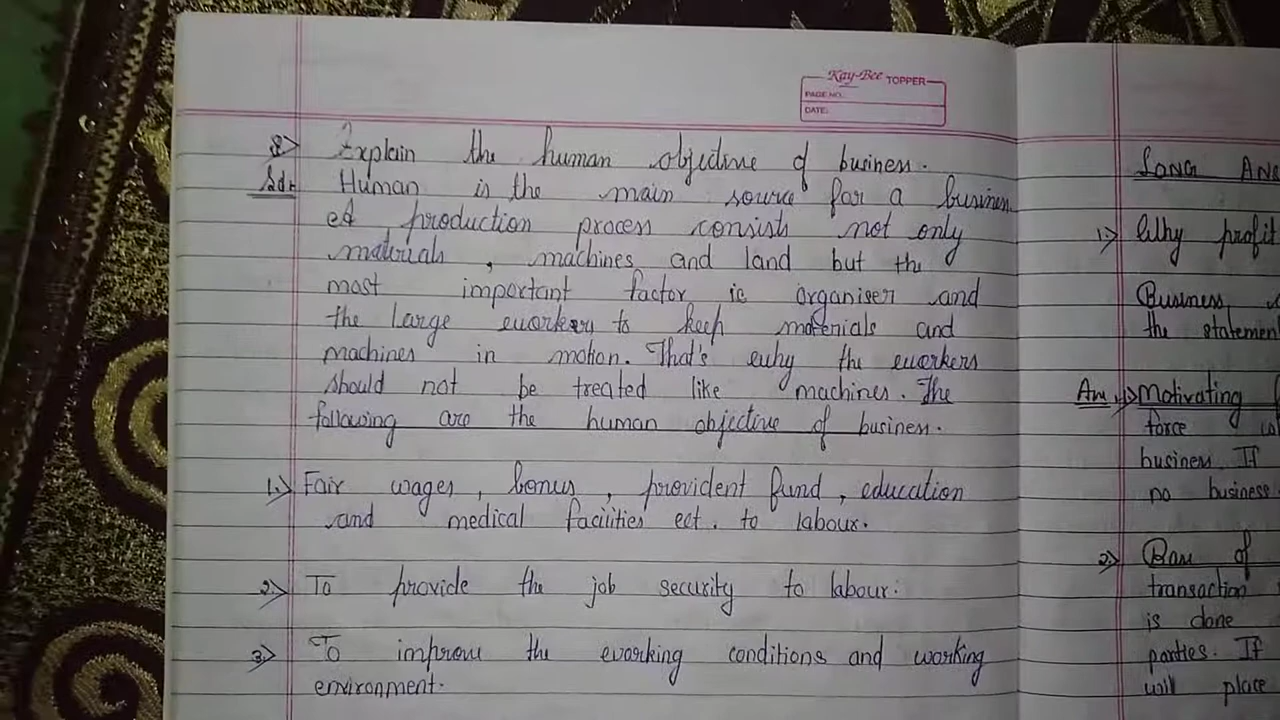 Kay-Bee TOPPER
PAGE NO.:
DATE:
8> Explain the human objective of business.
Sol: Human is the main source for a business
production process consists not only
materials, machines and land but the
most important factor is organiser and
the large workers to keep materials and
machines in motion. That's why the workers
should not be treated like machines. The
following are the human objective of business.
1.> Fair wages, bonus, provident fund, education
and medical facilities ect. to labour.
2.> To provide the job security to labour.
3.> To improve the working conditions and working
environment.
LONG ANS
1.> Why profit
Business
the statement
Ans 1.> Motivating
force is
business. If
no business.
2.> Base of
transaction
is done
parties. If
will place